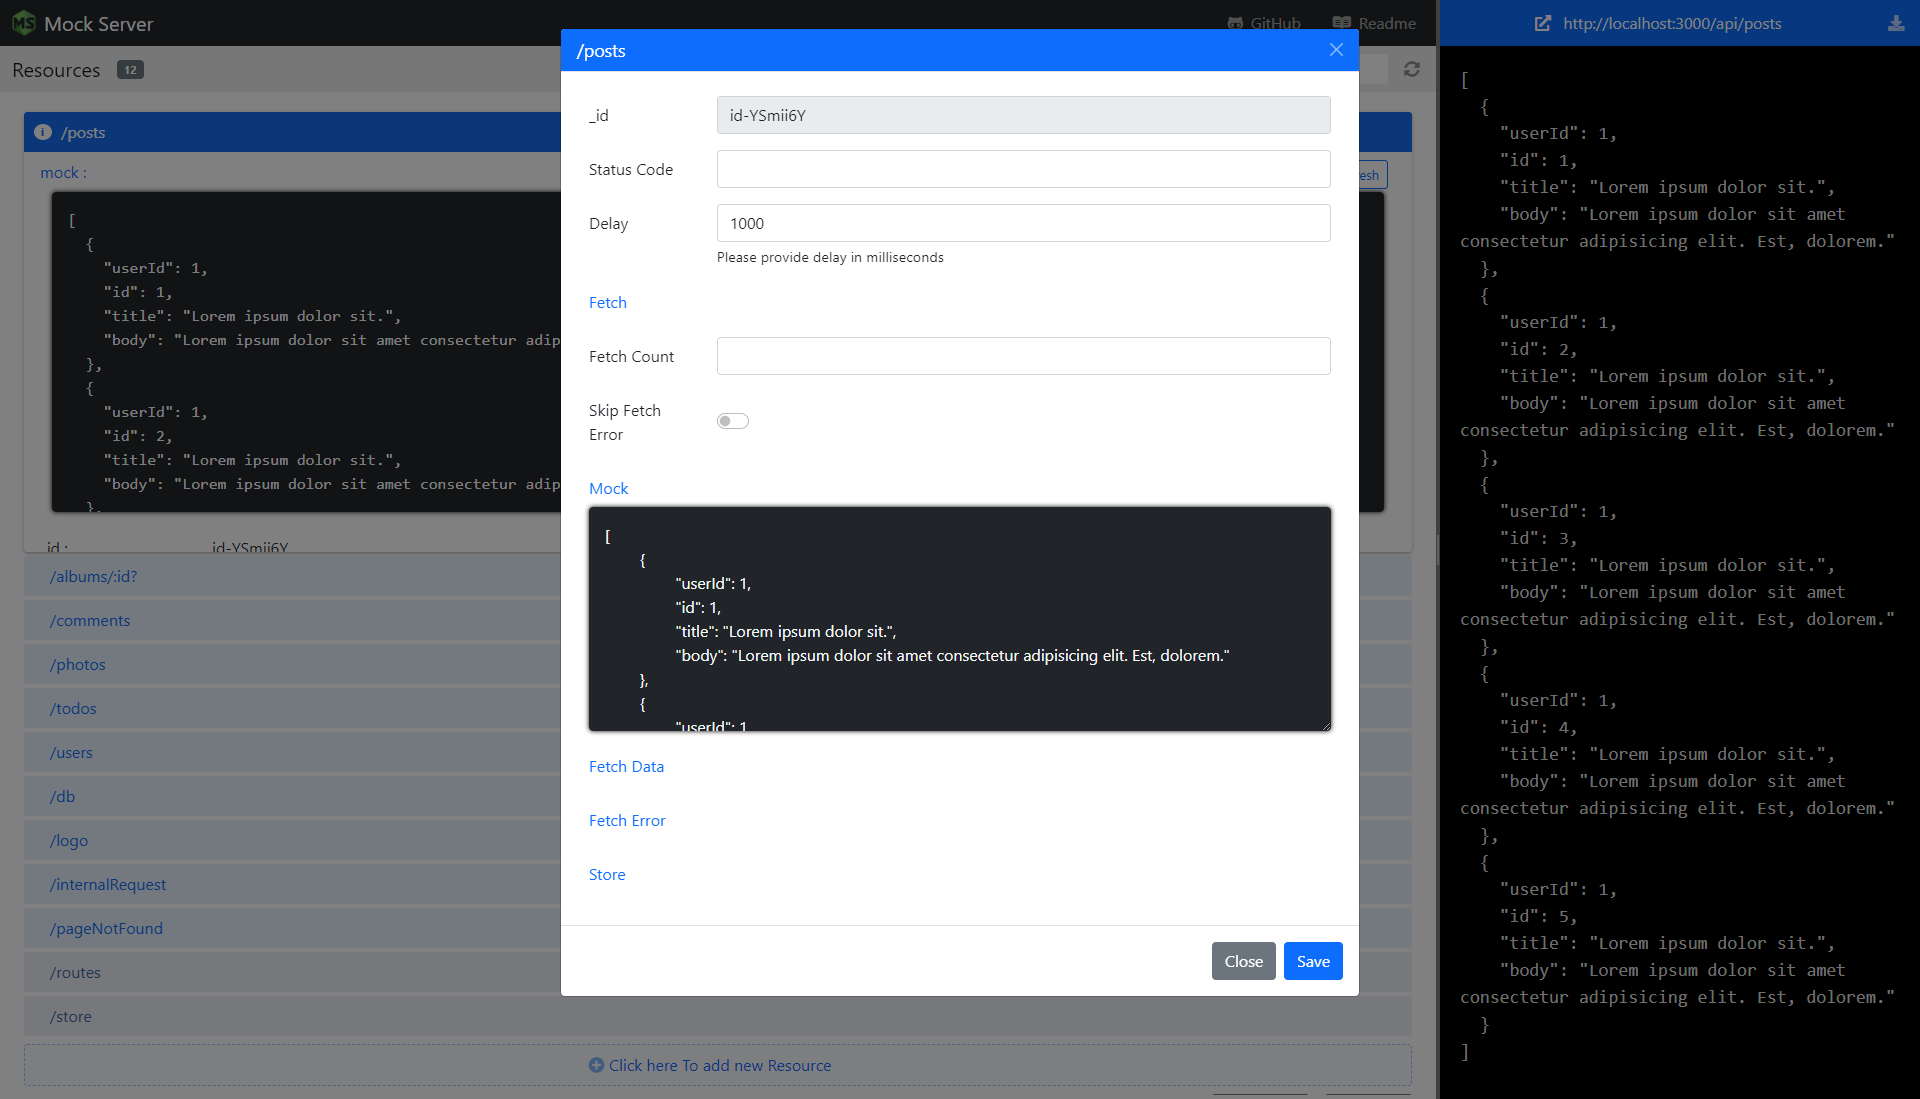 MS Mock Server
GitHub
Readme
Resources 12
/posts
mock :
[
{
"userId": 1,
"id": 1,
"title": "Lorem ipsum dolor sit.",
"body": "Lorem ipsum dolor sit amet consectetur adip
},
{
"userId": 1,
"id": 2,
"title": "Lorem ipsum dolor sit.",
"body": "Lorem ipsum dolor sit amet consectetur adip
},
_id : id-YSmii6Y
esh
/albums/:id?
/comments
/photos
/todos
/users
/db
/logo
/internalRequest
/pageNotFound
/routes
/store
Click here To add new Resource
/posts
_id id-YSmii6Y
Status Code
Delay 1000
Please provide delay in milliseconds
Fetch
Fetch Count
Skip Fetch
Error
Mock
[
{
"userId": 1,
"id": 1,
"title": "Lorem ipsum dolor sit.",
"body": "Lorem ipsum dolor sit amet consectetur adipisicing elit. Est, dolorem."
},
{
"userId": 1,
Fetch Data
Fetch Error
Store
Close
Save
http://localhost:3000/api/posts
[
{
"userId": 1,
"id": 1,
"title": "Lorem ipsum dolor sit.",
"body": "Lorem ipsum dolor sit amet
consectetur adipisicing elit. Est, dolorem."
},
{
"userId": 1,
"id": 2,
"title": "Lorem ipsum dolor sit.",
"body": "Lorem ipsum dolor sit amet
consectetur adipisicing elit. Est, dolorem."
},
{
"userId": 1,
"id": 3,
"title": "Lorem ipsum dolor sit.",
"body": "Lorem ipsum dolor sit amet
consectetur adipisicing elit. Est, dolorem."
},
{
"userId": 1,
"id": 4,
"title": "Lorem ipsum dolor sit.",
"body": "Lorem ipsum dolor sit amet
consectetur adipisicing elit. Est, dolorem."
},
{
"userId": 1,
"id": 5,
"title": "Lorem ipsum dolor sit.",
"body": "Lorem ipsum dolor sit amet
consectetur adipisicing elit. Est, dolorem."
}
]